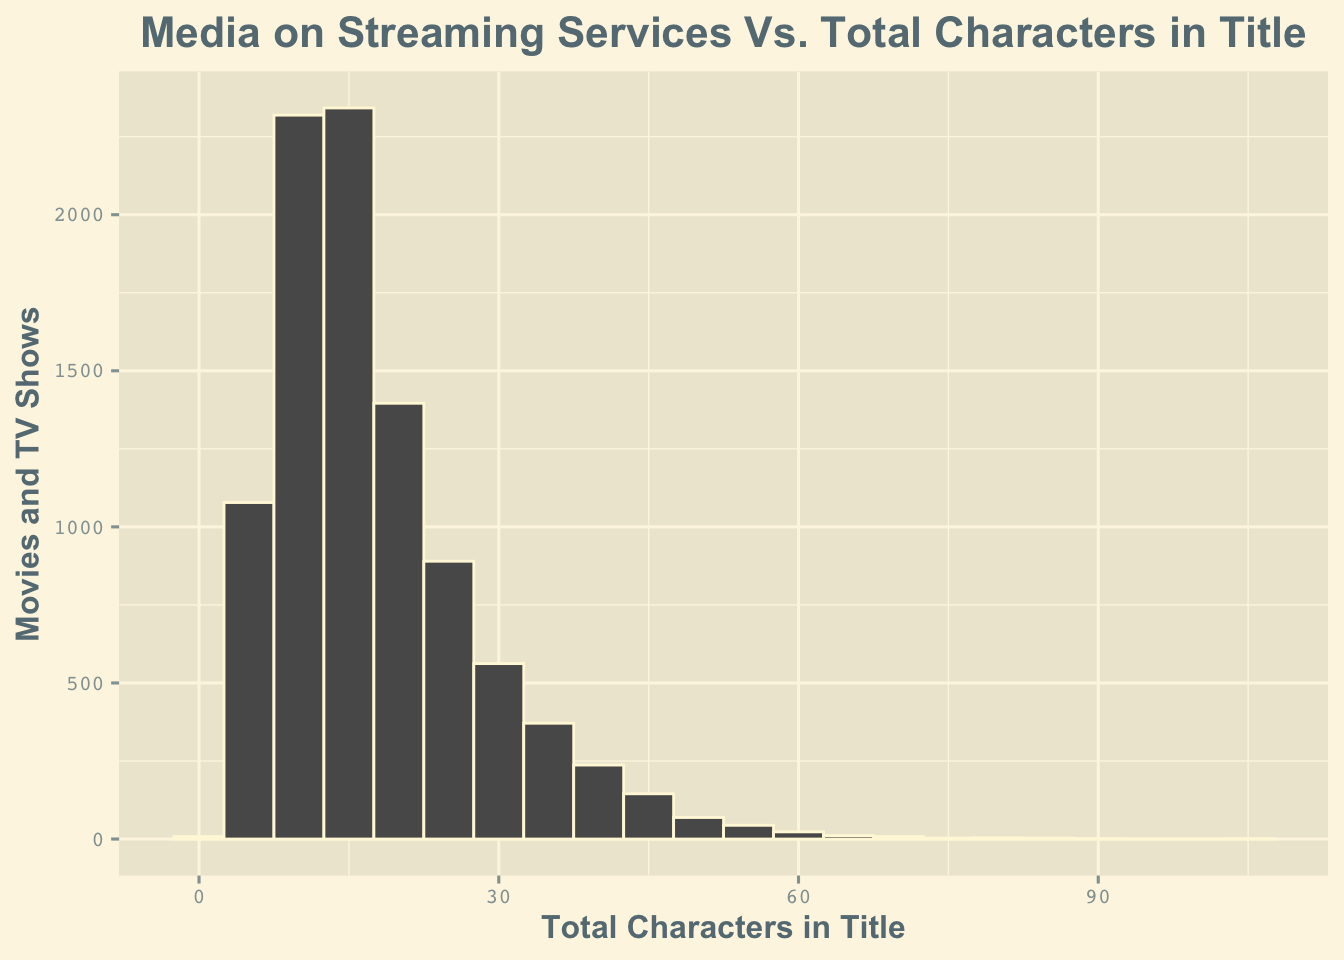 Media on Streaming Services Vs. Total Characters in Title
Movies and TV Shows
2000
1500
1000
500
0
0 30 60 90
Total Characters in Title